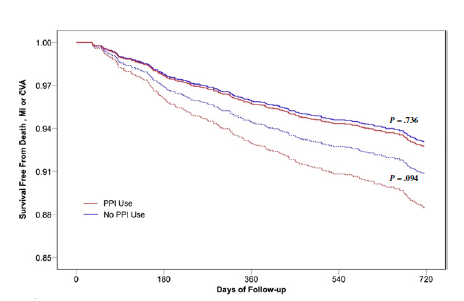 Survival Free From Death, MI or CVA
1.00
0.97
0.94
0.91
0.88
0.85
P = .736
P = .094
PPI Use
No PPI Use
0
180
360
540
720
Days of Follow-up